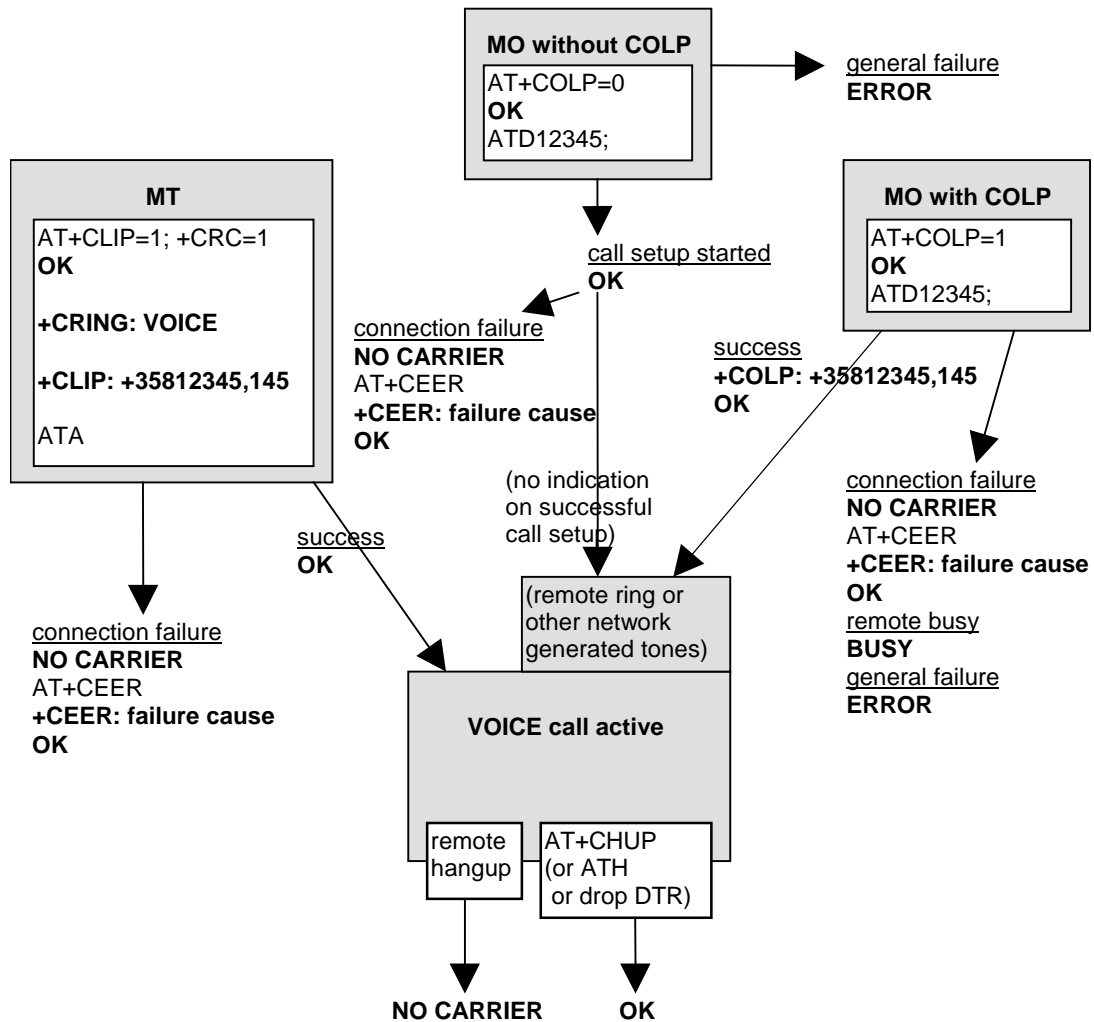 MO without COLP
AT+COLP=0
OK
ATD12345;
general failure
ERROR
MT
AT+CLIP=1; +CRC=1
OK
+CRING: VOICE
+CLIP: +35812345,145
ATA
MO with COLP
AT+COLP=1
OK
ATD12345;
call setup started
OK
connection failure
NO CARRIER
AT+CEER
+CEER: failure cause
OK
success
+COLP: +35812345,145
OK
(no indication
on successful
call setup)
success
OK
connection failure
NO CARRIER
AT+CEER
+CEER: failure cause
OK
remote busy
BUSY
general failure
ERROR
connection failure
NO CARRIER
AT+CEER
+CEER: failure cause
OK
(remote ring or
other network
generated tones)
VOICE call active
remote
hangup
AT+CHUP
(or ATH
or drop DTR)
NO CARRIER
OK